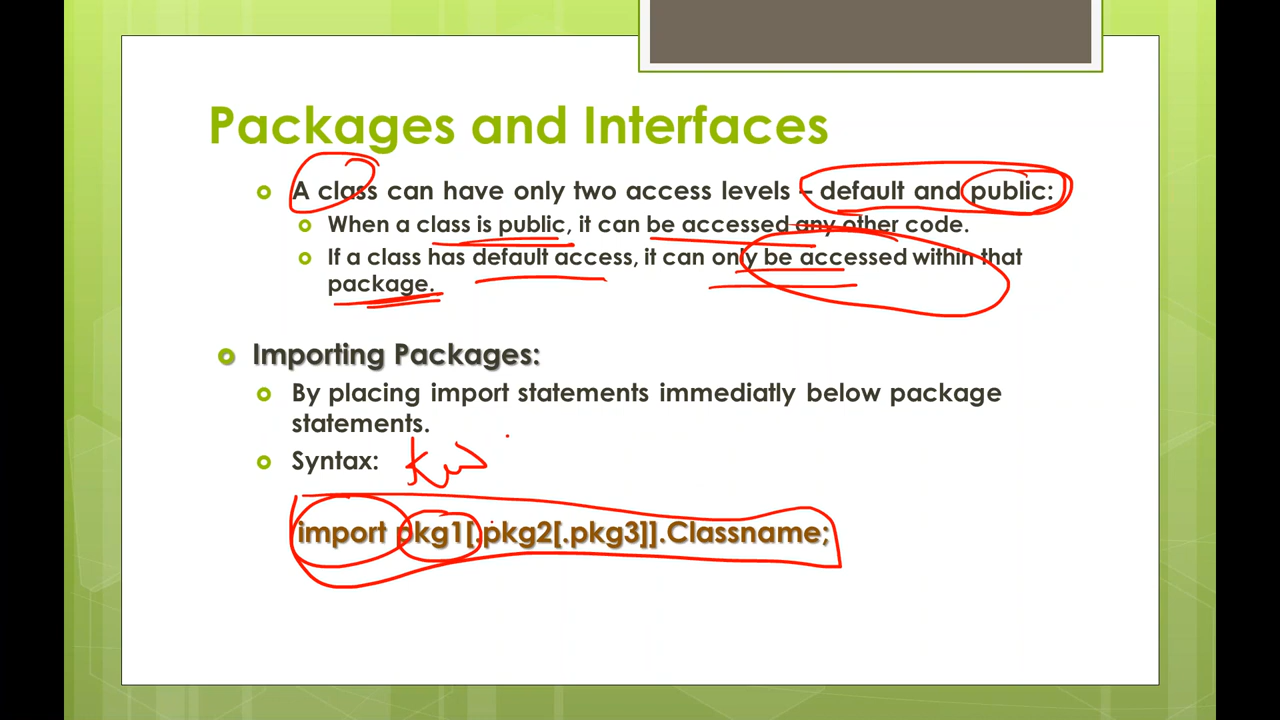 Packages and Interfaces
A class can have only two access levels – default and public:
When a class is public, it can be accessed any other code.
If a class has default access, it can only be accessed within that
package.
Importing Packages:
By placing import statements immediatly below package
statements.
Syntax:
import pkg1[.pkg2[.pkg3]].Classname;